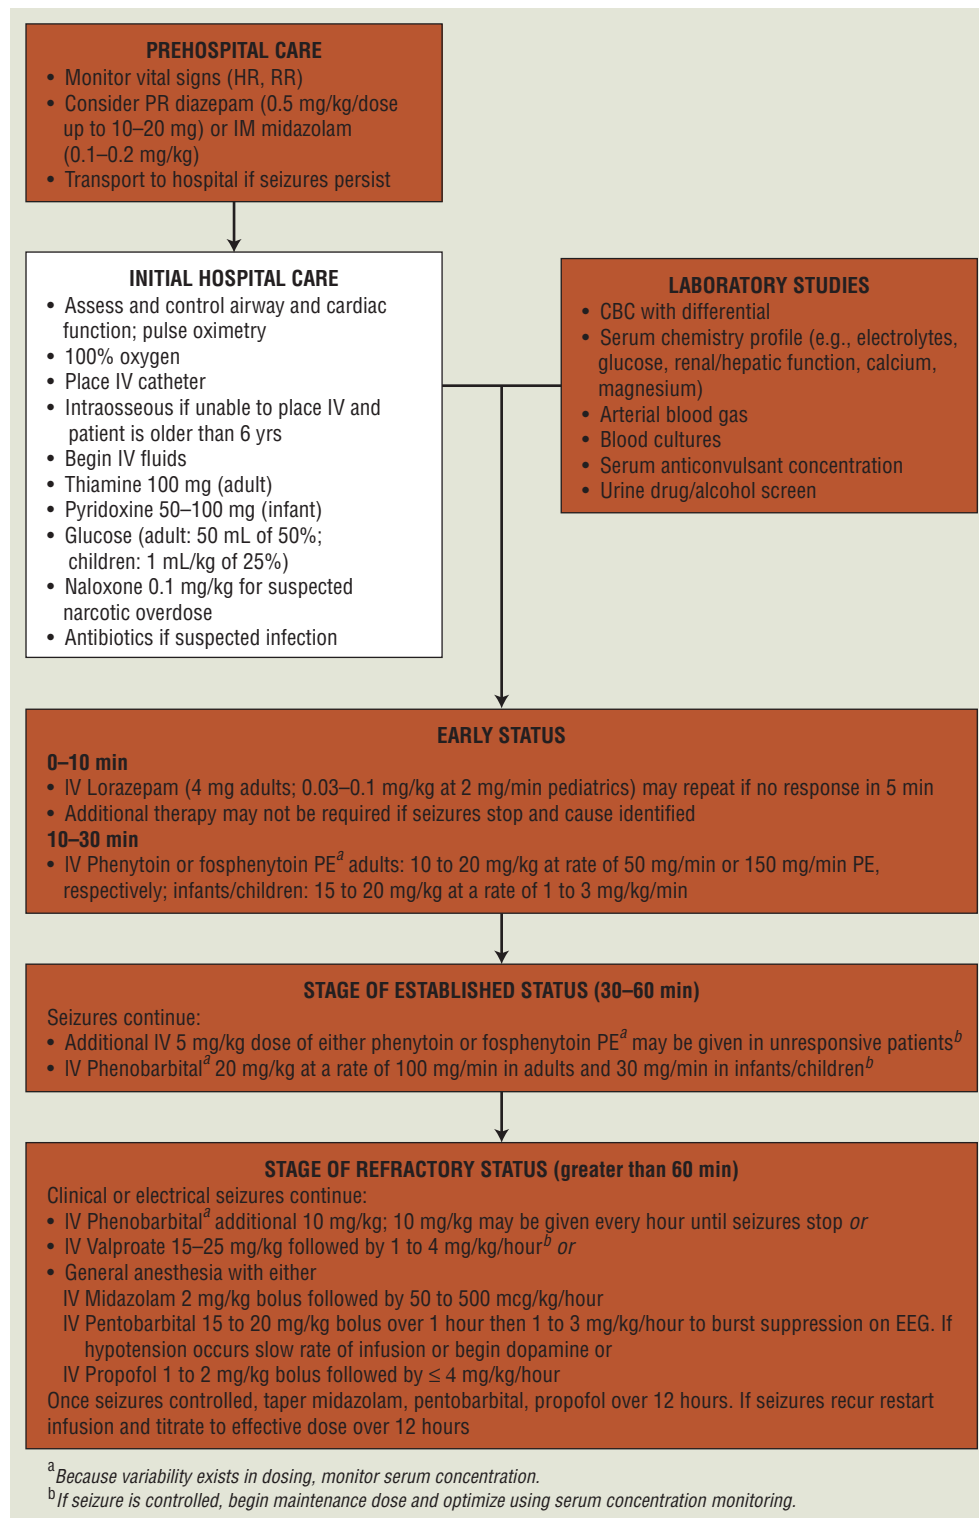 PREHOSPITAL CARE
• Monitor vital signs (HR, RR)
• Consider PR diazepam (0.5 mg/kg/dose
up to 10–20 mg) or IM midazolam
(0.1–0.2 mg/kg)
• Transport to hospital if seizures persist
INITIAL HOSPITAL CARE
• Assess and control airway and cardiac
function; pulse oximetry
• 100% oxygen
• Place IV catheter
• Intraosseous if unable to place IV and
patient is older than 6 yrs
• Begin IV fluids
• Thiamine 100 mg (adult)
• Pyridoxine 50–100 mg (infant)
• Glucose (adult: 50 mL of 50%;
children: 1 mL/kg of 25%)
• Naloxone 0.1 mg/kg for suspected
narcotic overdose
• Antibiotics if suspected infection
LABORATORY STUDIES
• CBC with differential
• Serum chemistry profile (e.g., electrolytes,
glucose, renal/hepatic function, calcium,
magnesium)
• Arterial blood gas
• Blood cultures
• Serum anticonvulsant concentration
• Urine drug/alcohol screen
EARLY STATUS
0–10 min
• IV Lorazepam (4 mg adults; 0.03–0.1 mg/kg at 2 mg/min pediatrics) may repeat if no response in 5 min
• Additional therapy may not be required if seizures stop and cause identified
10–30 min
• IV Phenytoin or fosphenytoin PEa adults: 10 to 20 mg/kg at rate of 50 mg/min or 150 mg/min PE,
respectively; infants/children: 15 to 20 mg/kg at a rate of 1 to 3 mg/kg/min
STAGE OF ESTABLISHED STATUS (30–60 min)
Seizures continue:
• Additional IV 5 mg/kg dose of either phenytoin or fosphenytoin PEa may be given in unresponsive patientsb
• IV Phenobarbitala 20 mg/kg at a rate of 100 mg/min in adults and 30 mg/min in infants/childrenb
STAGE OF REFRACTORY STATUS (greater than 60 min)
Clinical or electrical seizures continue:
• IV Phenobarbitala additional 10 mg/kg; 10 mg/kg may be given every hour until seizures stop or
• IV Valproate 15–25 mg/kg followed by 1 to 4 mg/kg/hourb or
• General anesthesia with either
IV Midazolam 2 mg/kg bolus followed by 50 to 500 mcg/kg/hour
IV Pentobarbital 15 to 20 mg/kg bolus over 1 hour then 1 to 3 mg/kg/hour to burst suppression on EEG. If
hypotension occurs slow rate of infusion or begin dopamine or
IV Propofol 1 to 2 mg/kg bolus followed by ≤ 4 mg/kg/hour
Once seizures controlled, taper midazolam, pentobarbital, propofol over 12 hours. If seizures recur restart
infusion and titrate to effective dose over 12 hours
a Because variability exists in dosing, monitor serum concentration.
b If seizure is controlled, begin maintenance dose and optimize using serum concentration monitoring.